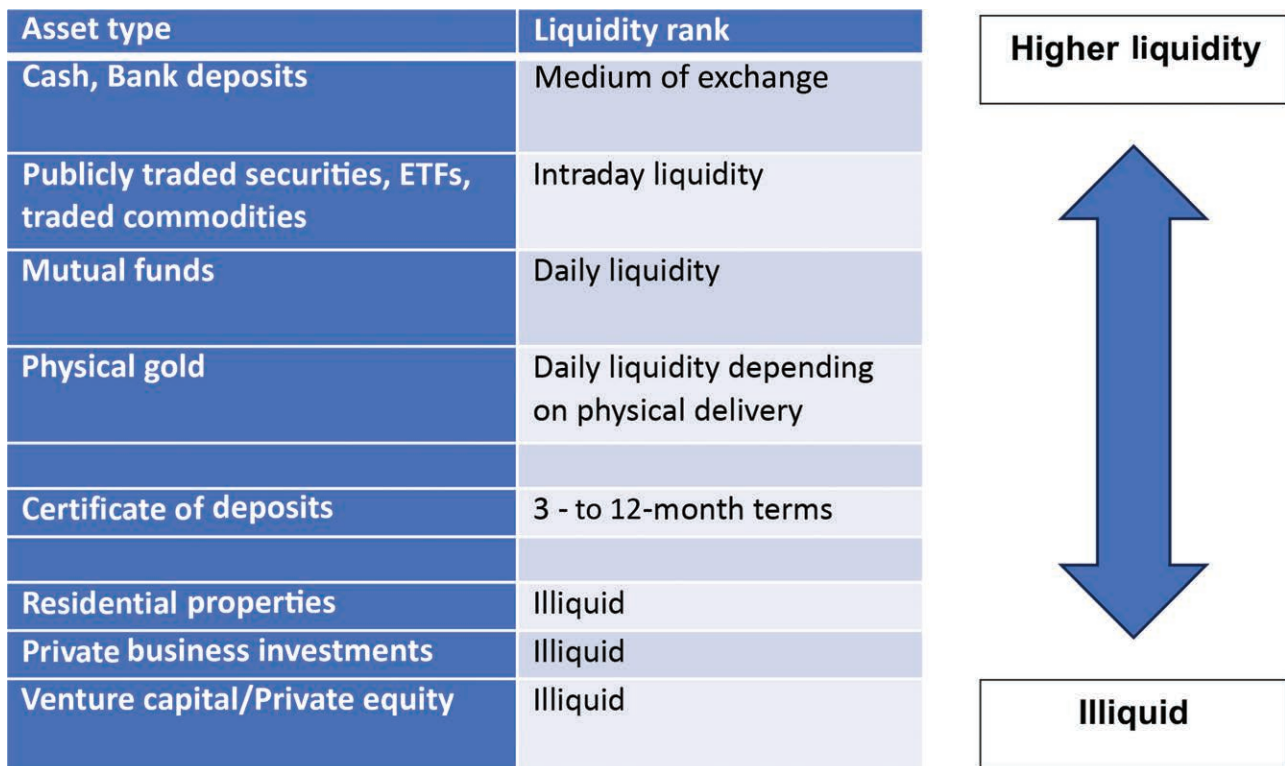 Asset type
Liquidity rank
Higher liquidity
Cash, Bank deposits
Medium of exchange
Publicly traded securities, ETFs,
traded commodities
Intraday liquidity
Mutual funds
Daily liquidity
Physical gold
Daily liquidity depending
on physical delivery
Certificate of deposits
3 - to 12-month terms
Residential properties
Illiquid
Private business investments
Illiquid
Venture capital/Private equity
Illiquid
Illiquid